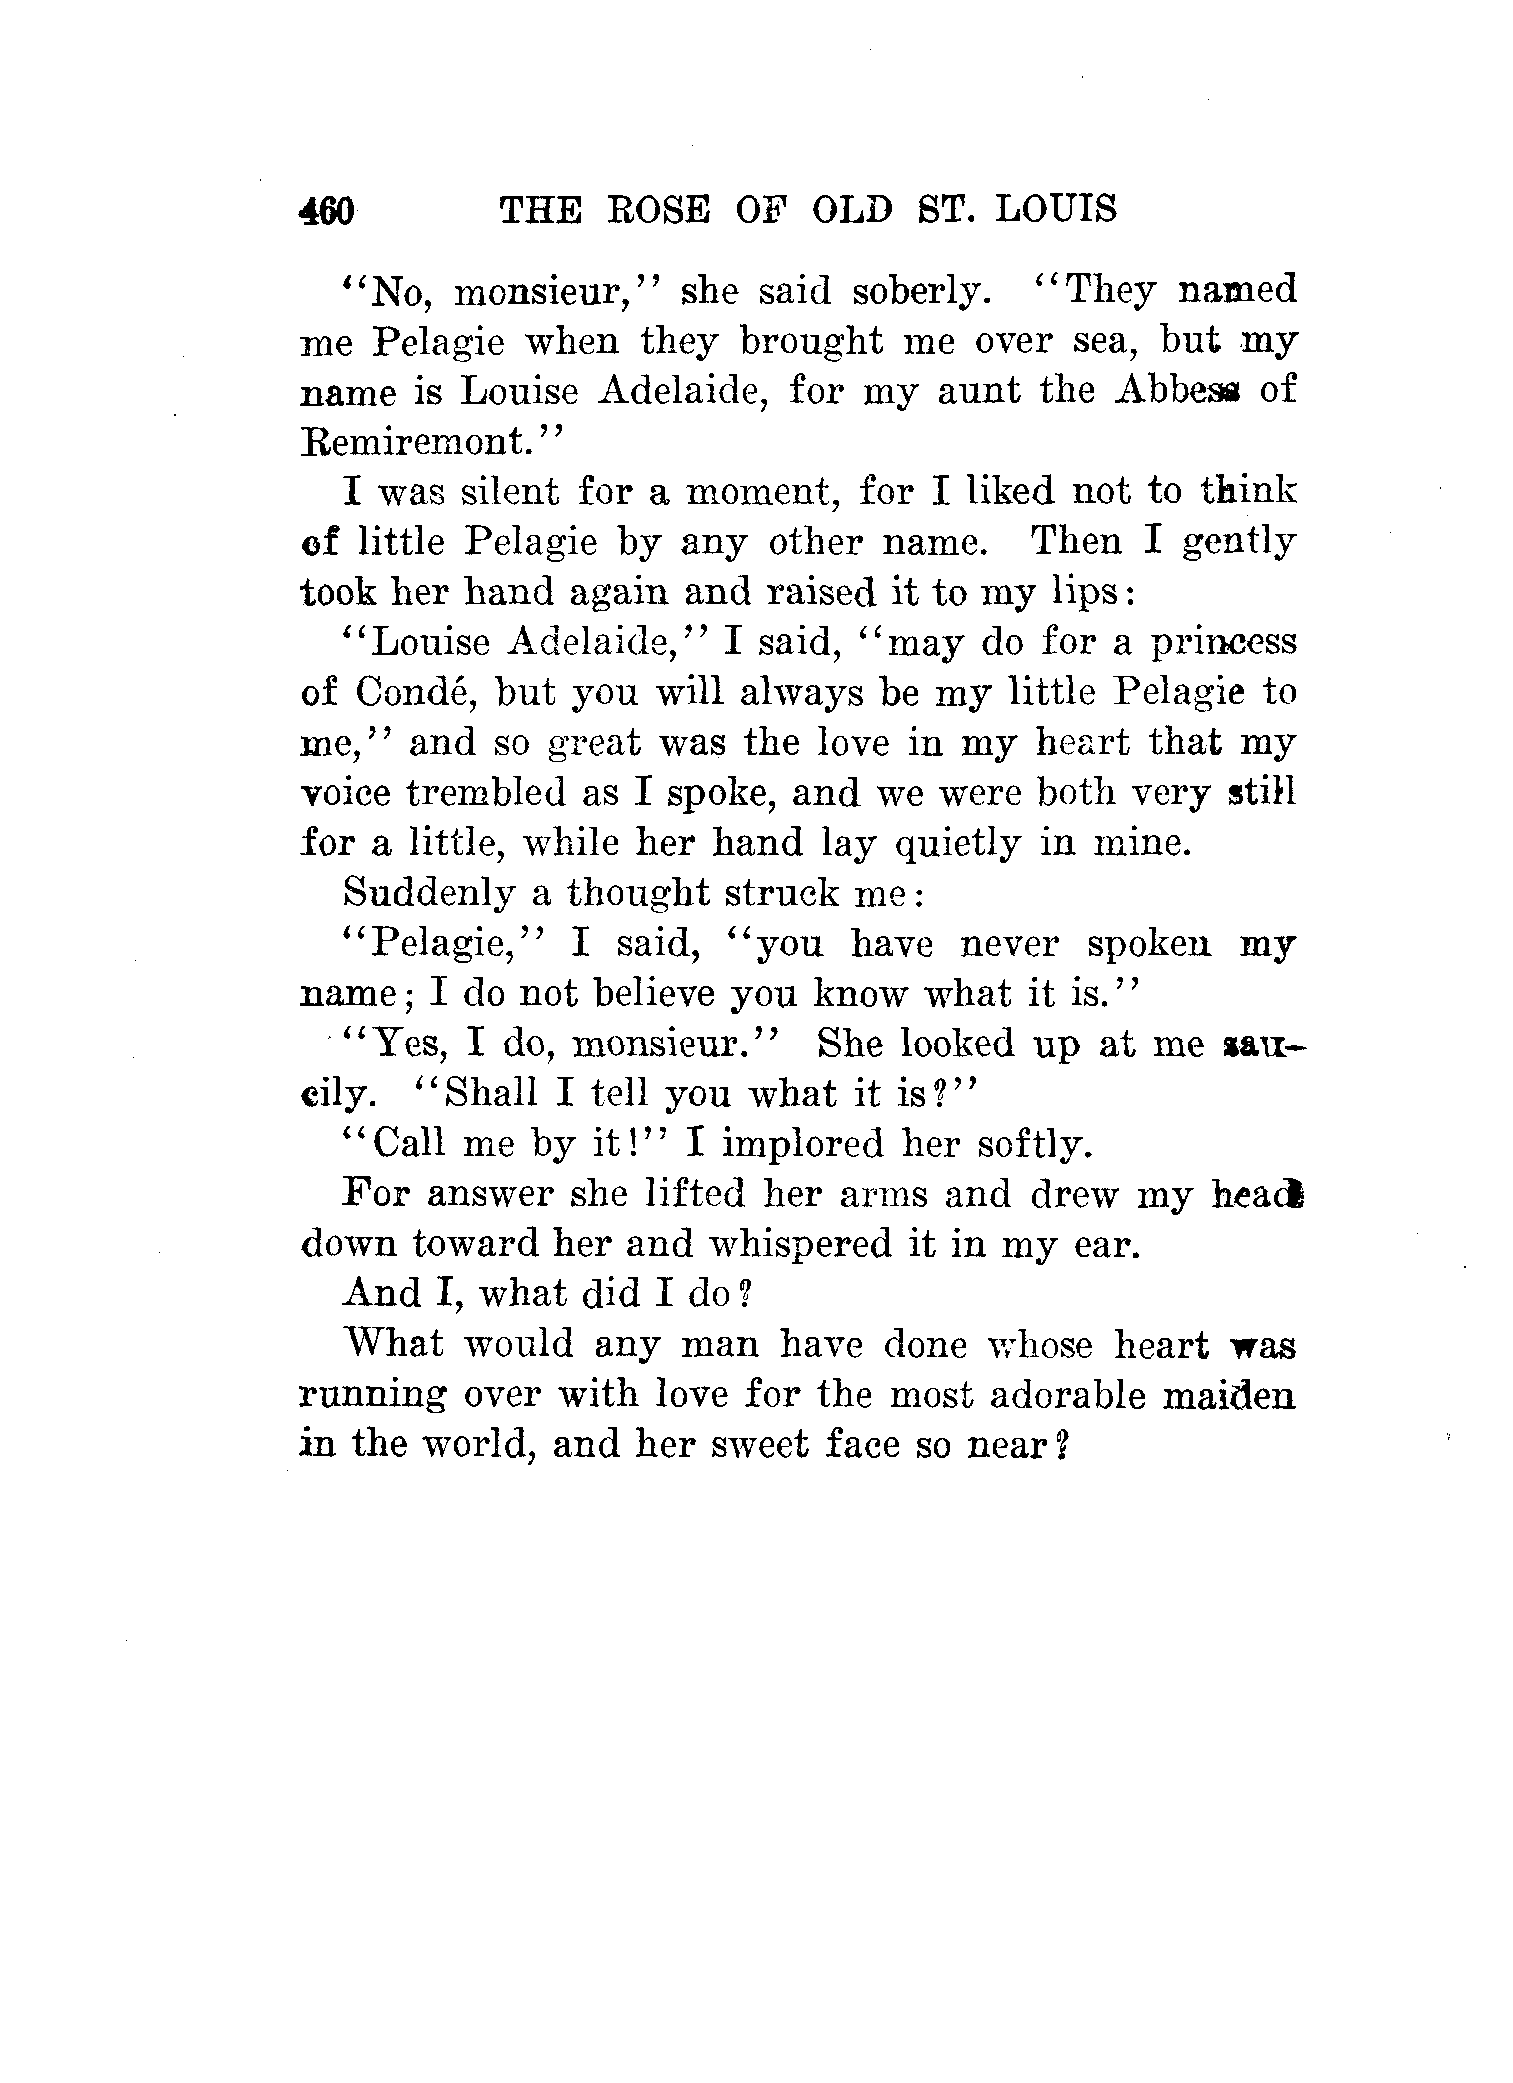 460 THE ROSE OF OLD ST. LOUIS
"No, monsieur," she said soberly. "They named
me Pelagie when they brought me over sea, but my
name is Louise Adelaide, for my aunt the Abbess of
Remiremont."
I was silent for a moment, for I liked not to think
of little Pelagie by any other name. Then I gently
took her hand again and raised it to my lips:
"Louise Adelaide," I said, "may do for a princess
of Condé, but you will always be my little Pelagie to
me," and so great was the love in my heart that my
voice trembled as I spoke, and we were both very still
for a little, while her hand lay quietly in mine.
Suddenly a thought struck me:
"Pelagie," I said, "you have never spoken my
name; I do not believe you know what it is."
"Yes, I do, monsieur." She looked up at me sau-
cily. "Shall I tell you what it is?"
"Call me by it!" I implored her softly.
For answer she lifted her arms and drew my head
down toward her and whispered it in my ear.
And I, what did I do?
What would any man have done whose heart was
running over with love for the most adorable maiden
in the world, and her sweet face so near?